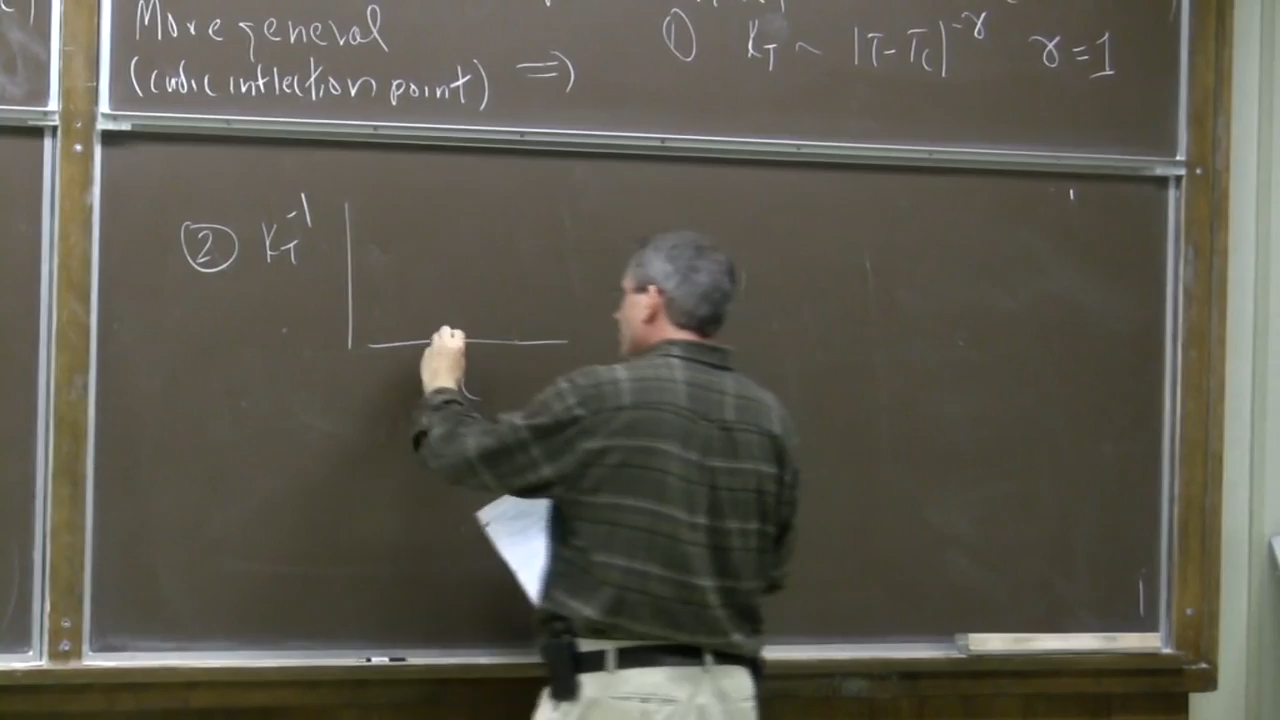 More general
(cubic inflection point) ⇒
① K_T ~ |T-T_c|^{-γ} γ=1
② K_T^{-1}